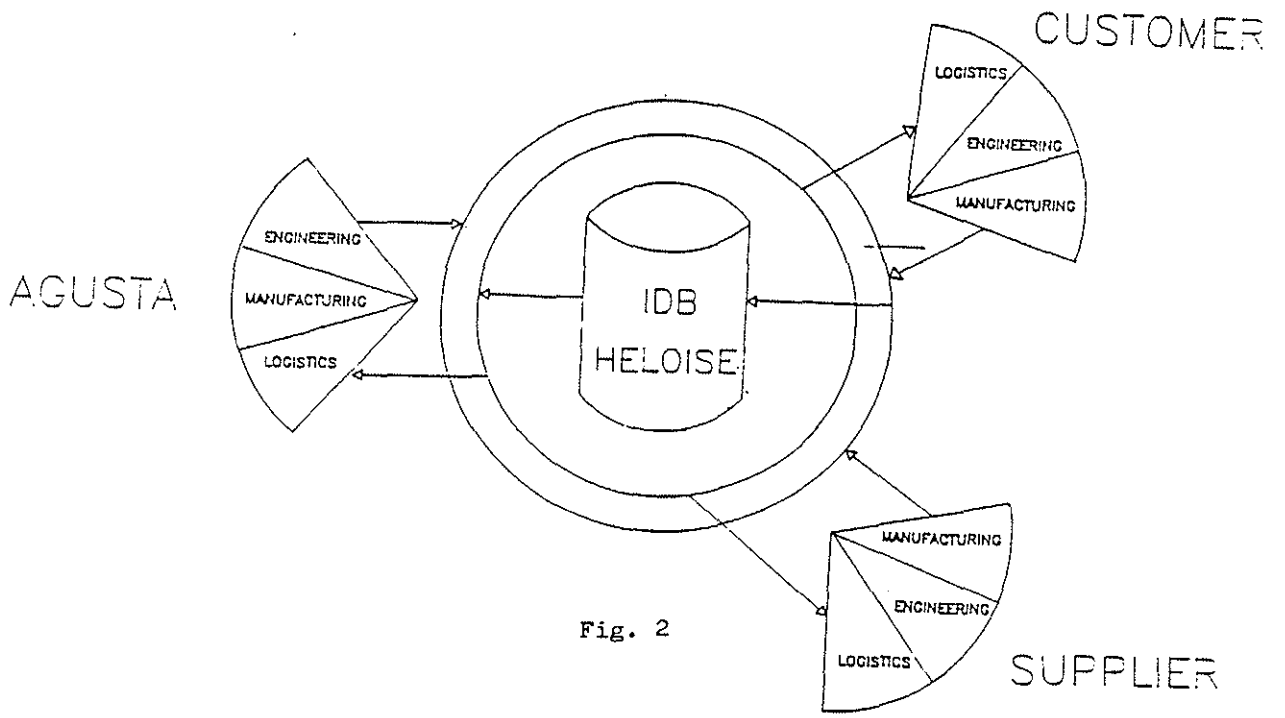 CUSTOMER
LOGISTICS
ENGINEERING
MANUFACTURING
AGUSTA
ENGINEERING
MANUFACTURING
LOGISTICS
IDB
HELOISE
MANUFACTURING
ENGINEERING
LOGISTICS
SUPPLIER
Fig. 2